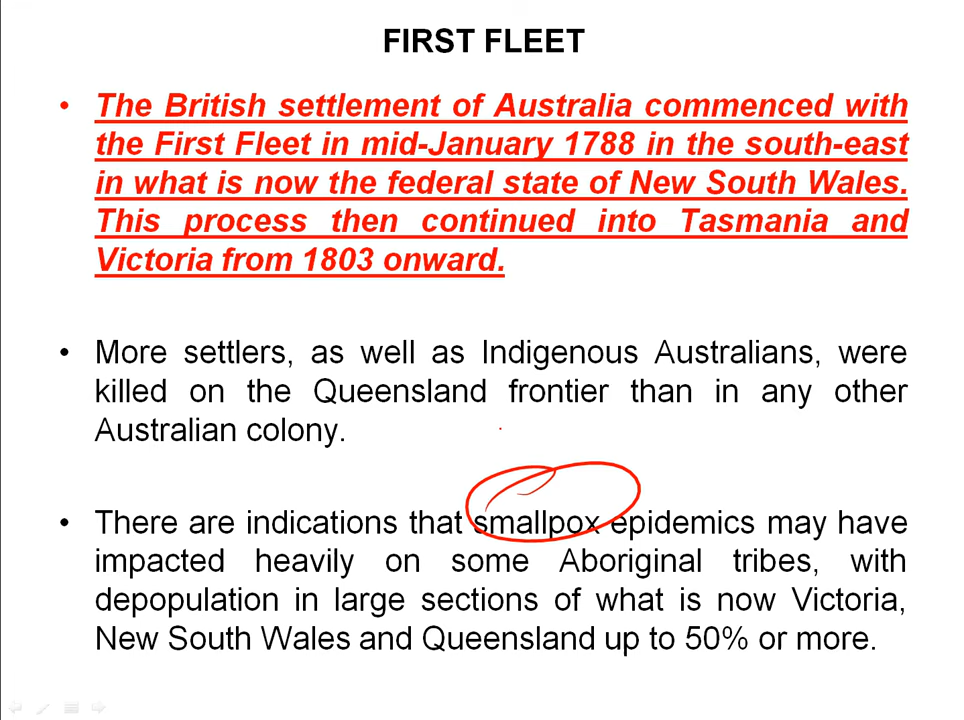 FIRST FLEET
• The British settlement of Australia commenced with
the First Fleet in mid-January 1788 in the south-east
in what is now the federal state of New South Wales.
This process then continued into Tasmania and
Victoria from 1803 onward.
• More settlers, as well as Indigenous Australians, were
killed on the Queensland frontier than in any other
Australian colony.
• There are indications that smallpox epidemics may have
impacted heavily on some Aboriginal tribes, with
depopulation in large sections of what is now Victoria,
New South Wales and Queensland up to 50% or more.